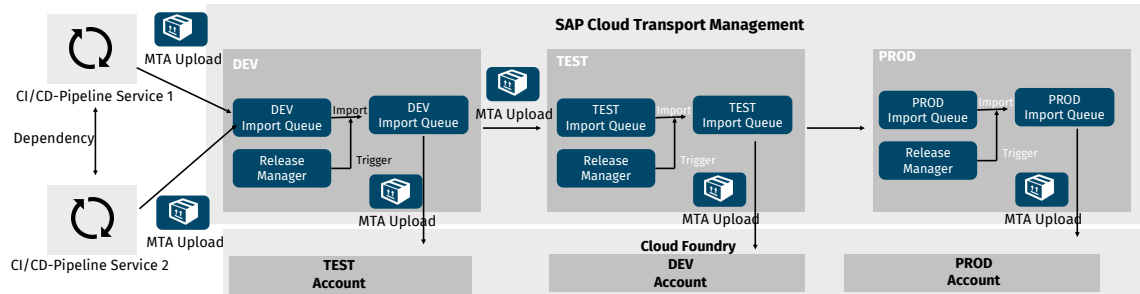 SAP Cloud Transport Management
MTA Upload
CI/CD-Pipeline Service 1
Dependency
MTA Upload
CI/CD-Pipeline Service 2
DEV
DEV
Import Queue
Import
DEV
Import Queue
Release
Manager
Trigger
MTA Upload
MTA Upload
TEST
TEST
Import Queue
Import
TEST
Import Queue
Release
Manager
Trigger
MTA Upload
PROD
PROD
Import Queue
Import
PROD
Import Queue
Release
Manager
Trigger
MTA Upload
Cloud Foundry
TEST
Account
DEV
Account
PROD
Account